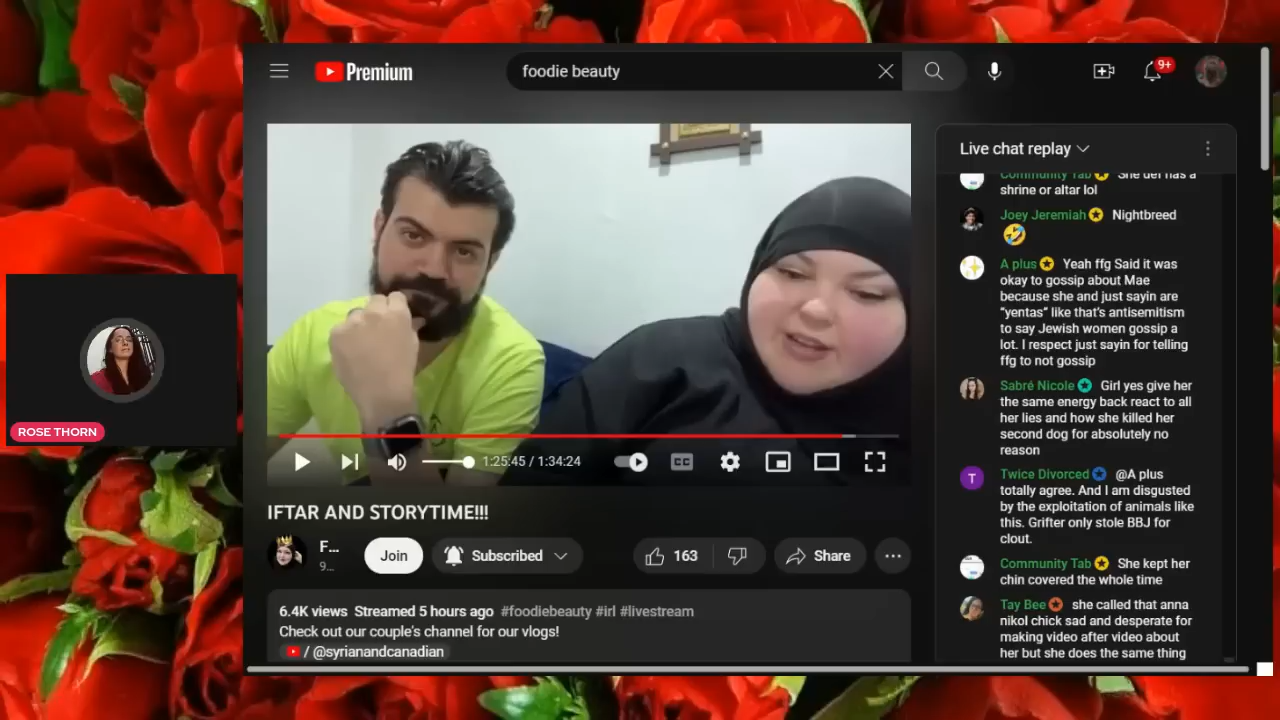 Premium
foodie beauty
9+
Live chat replay
Community Tab She def has a
shrine or altar lol
Joey Jeremiah Nightbreed
A plus Yeah ffg Said it was
okay to gossip about Mae
because she and just sayin are
"yentas" like that's antisemitism
to say Jewish women gossip a
lot. I respect just sayin for telling
ffg to not gossip
Sabré Nicole Girl yes give her
the same energy back react to all
her lies and how she killed her
second dog for absolutely no
reason
T
Twice Divorced @A plus
totally agree. And I am disgusted
by the exploitation of animals like
this. Grifter only stole BBJ for
clout.
Community Tab She kept her
chin covered the whole time
Tay Bee she called that anna
nikol chick sad and desperate for
making video after video about
her but she does the same thing
ROSE THORN
1:25:45 / 1:34:24
CC
IFTAR AND STORYTIME!!!
F...
9...
Join
Subscribed
163
Share
6.4K views Streamed 5 hours ago #foodiebeauty #irl #livestream
Check out our couple's channel for our vlogs!
/ @syrianandcanadian